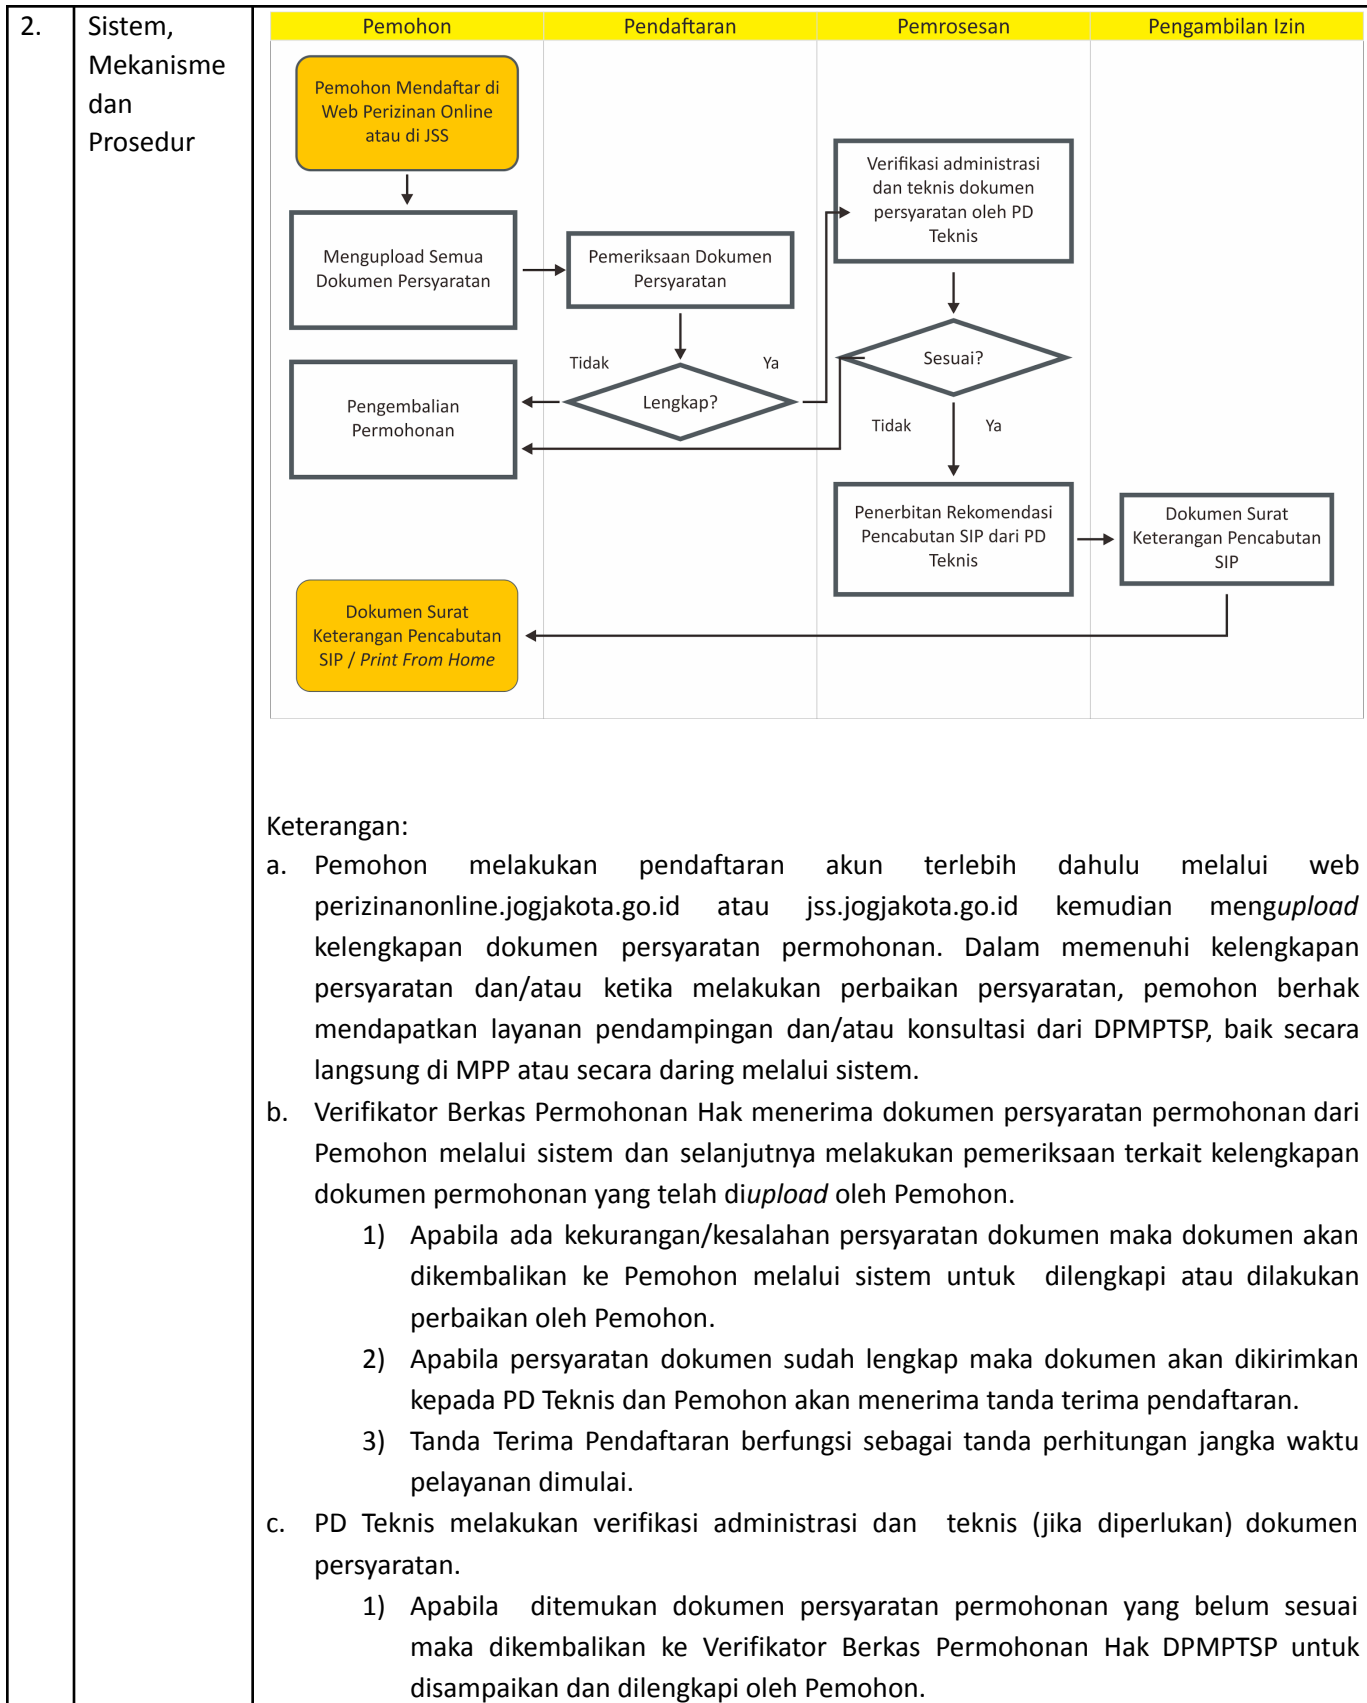 2.
Sistem,
Mekanisme
dan
Prosedur
Pemohon
Pendaftaran
Pemrosesan
Pengambilan Izin
Pemohon Mendaftar di
Web Perizinan Online
atau di JSS
Mengupload Semua
Dokumen Persyaratan
Pemeriksaan Dokumen
Persyaratan
Verifikasi administrasi
dan teknis dokumen
persyaratan oleh PD
Teknis
Tidak
Ya
Lengkap?
Sesuai?
Pengembalian
Permohonan
Tidak
Ya
Penerbitan Rekomendasi
Pencabutan SIP dari PD
Teknis
Dokumen Surat
Keterangan Pencabutan
SIP
Dokumen Surat
Keterangan Pencabutan
SIP / Print From Home
Keterangan:
a. Pemohon melakukan pendaftaran akun terlebih dahulu melalui web
perizinanonline.jogjakota.go.id atau jss.jogjakota.go.id kemudian mengupload
kelengkapan dokumen persyaratan permohonan. Dalam memenuhi kelengkapan
persyaratan dan/atau ketika melakukan perbaikan persyaratan, pemohon berhak
mendapatkan layanan pendampingan dan/atau konsultasi dari DPMPTSP, baik secara
langsung di MPP atau secara daring melalui sistem.
b. Verifikator Berkas Permohonan Hak menerima dokumen persyaratan permohonan dari
Pemohon melalui sistem dan selanjutnya melakukan pemeriksaan terkait kelengkapan
dokumen permohonan yang telah diupload oleh Pemohon.
1) Apabila ada kekurangan/kesalahan persyaratan dokumen maka dokumen akan
dikembalikan ke Pemohon melalui sistem untuk dilengkapi atau dilakukan
perbaikan oleh Pemohon.
2) Apabila persyaratan dokumen sudah lengkap maka dokumen akan dikirimkan
kepada PD Teknis dan Pemohon akan menerima tanda terima pendaftaran.
3) Tanda Terima Pendaftaran berfungsi sebagai tanda perhitungan jangka waktu
pelayanan dimulai.
c. PD Teknis melakukan verifikasi administrasi dan teknis (jika diperlukan) dokumen
persyaratan.
1) Apabila ditemukan dokumen persyaratan permohonan yang belum sesuai
maka dikembalikan ke Verifikator Berkas Permohonan Hak DPMPTSP untuk
disampaikan dan dilengkapi oleh Pemohon.